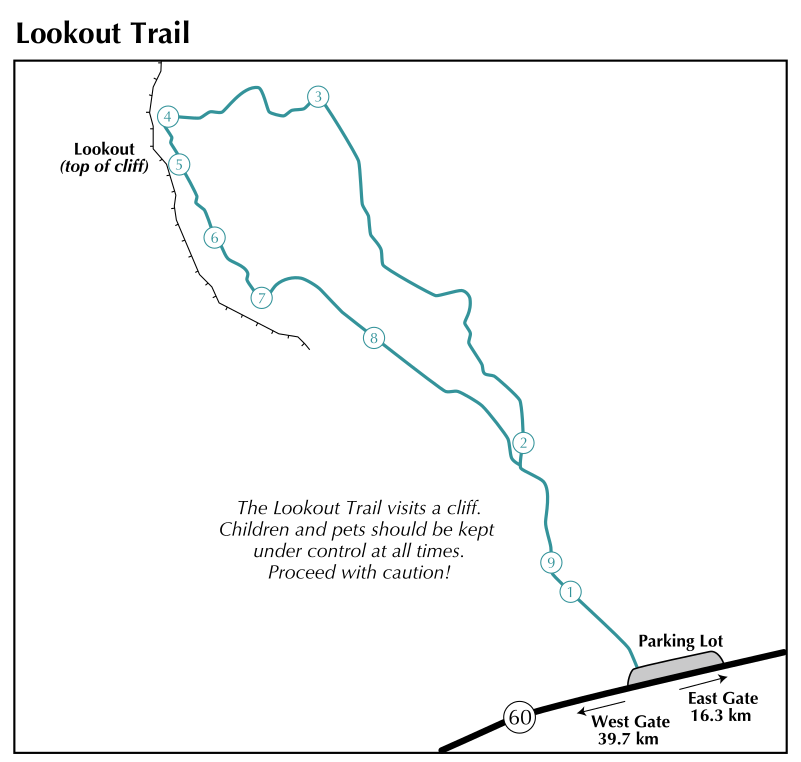 Lookout Trail
3
4
Lookout
(top of cliff)
5
6
7
8
2
The Lookout Trail visits a cliff.
Children and pets should be kept
under control at all times.
Proceed with caution!
9
1
Parking Lot
East Gate
16.3 km
60
West Gate
39.7 km